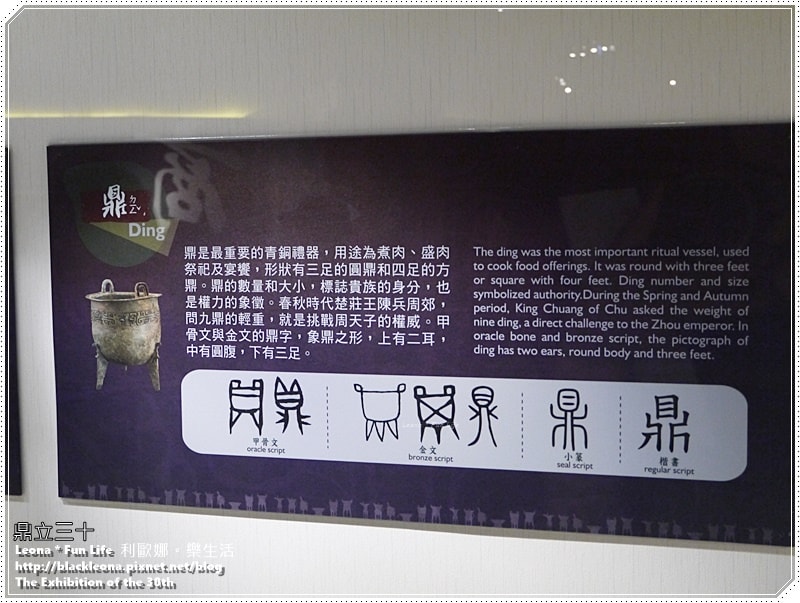 鼎ㄉㄧㄥˇ
Ding
商
鼎是最重要的青銅禮器，用途為煮肉、盛肉
祭祀及宴饗，形狀有三足的圓鼎和四足的方
鼎。鼎的數量和大小，標誌貴族的身分，也
是權力的象徵。春秋時代楚莊王陳兵周郊，
問九鼎的輕重，就是挑戰周天子的權威。甲
骨文與金文的鼎字，象鼎之形，上有二耳，
中有圓腹，下有三足。
The ding was the most important ritual vessel, used
to cook food offerings. It was round with three feet
or square with four feet. Ding number and size
symbolized authority.During the Spring and Autumn
period, King Chuang of Chu asked the weight of
nine ding, a direct challenge to the Zhou emperor. In
oracle bone and bronze script, the pictograph of
ding has two ears, round body and three feet.
甲骨文
oracle script
金文
bronze script
小篆
seal script
鼎
楷書
regular script
鼎立三十
Leona * Fun Life 利歐娜。樂生活
http://blackleona.pixnet.net/blog
The Exhibition of the 30th